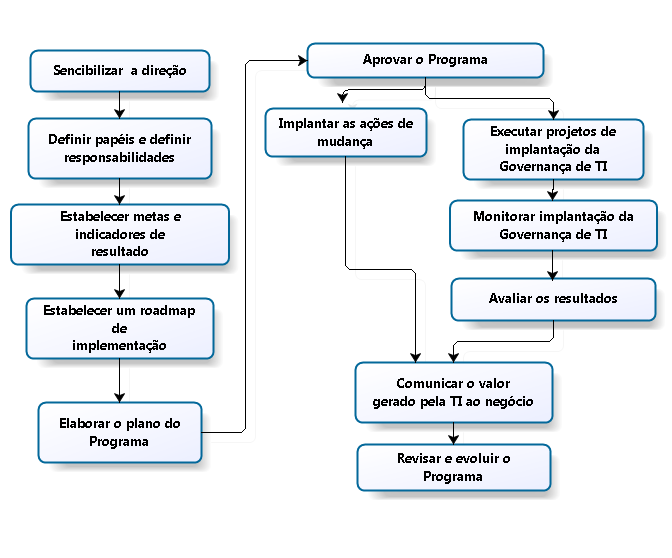 Sencibilizar a direção
Definir papéis e definir
responsabilidades
Estabelecer metas e
indicadores de
resultado
Estabelecer um roadmap
de
implementação
Elaborar o plano do
Programa
Aprovar o Programa
Implantar as ações de
mudança
Executar projetos de
implantação da
Governança de TI
Monitorar implantação da
Governança de TI
Avaliar os resultados
Comunicar o valor
gerado pela TI ao negócio
Revisar e evoluir o
Programa